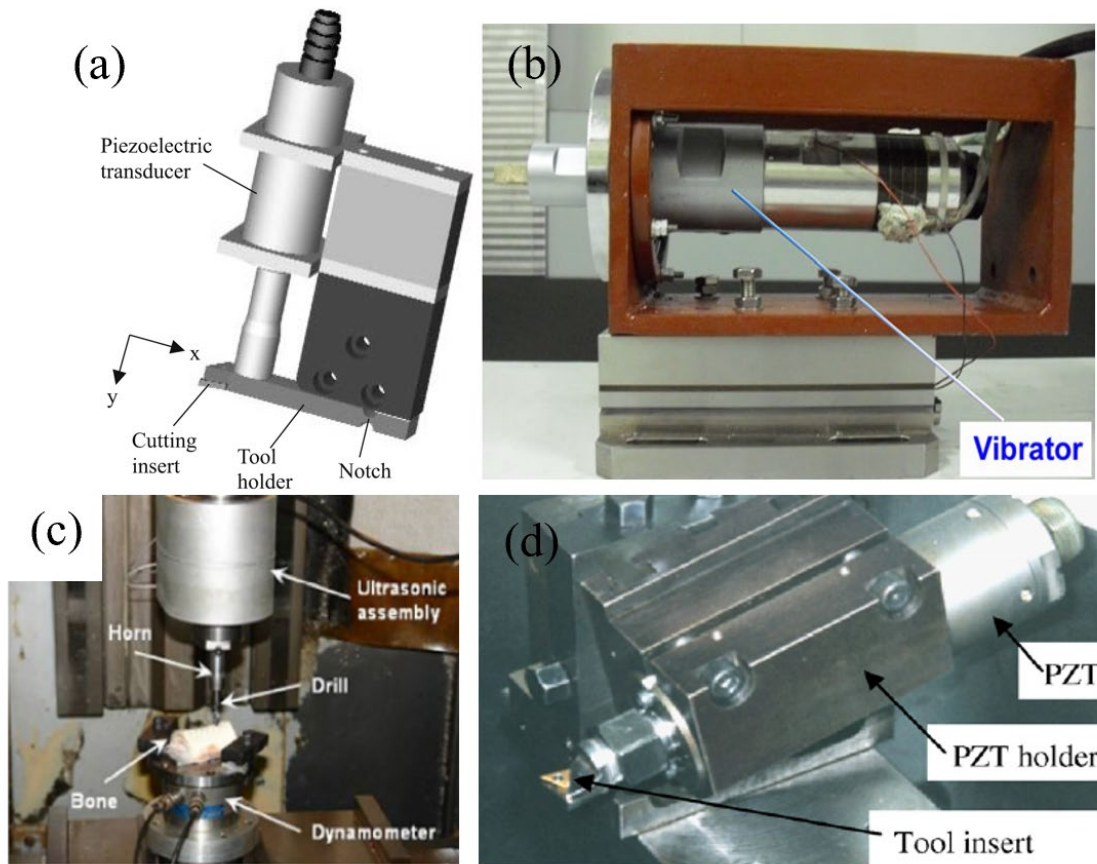 (a)
Piezoelectric
transducer
x
y
Cutting
insert
Tool
holder
Notch
(b)
Vibrator
(c)
Ultrasonic
assembly
Horn
Drill
Bone
Dynamometer
(d)
PZT
PZT holder
Tool insert